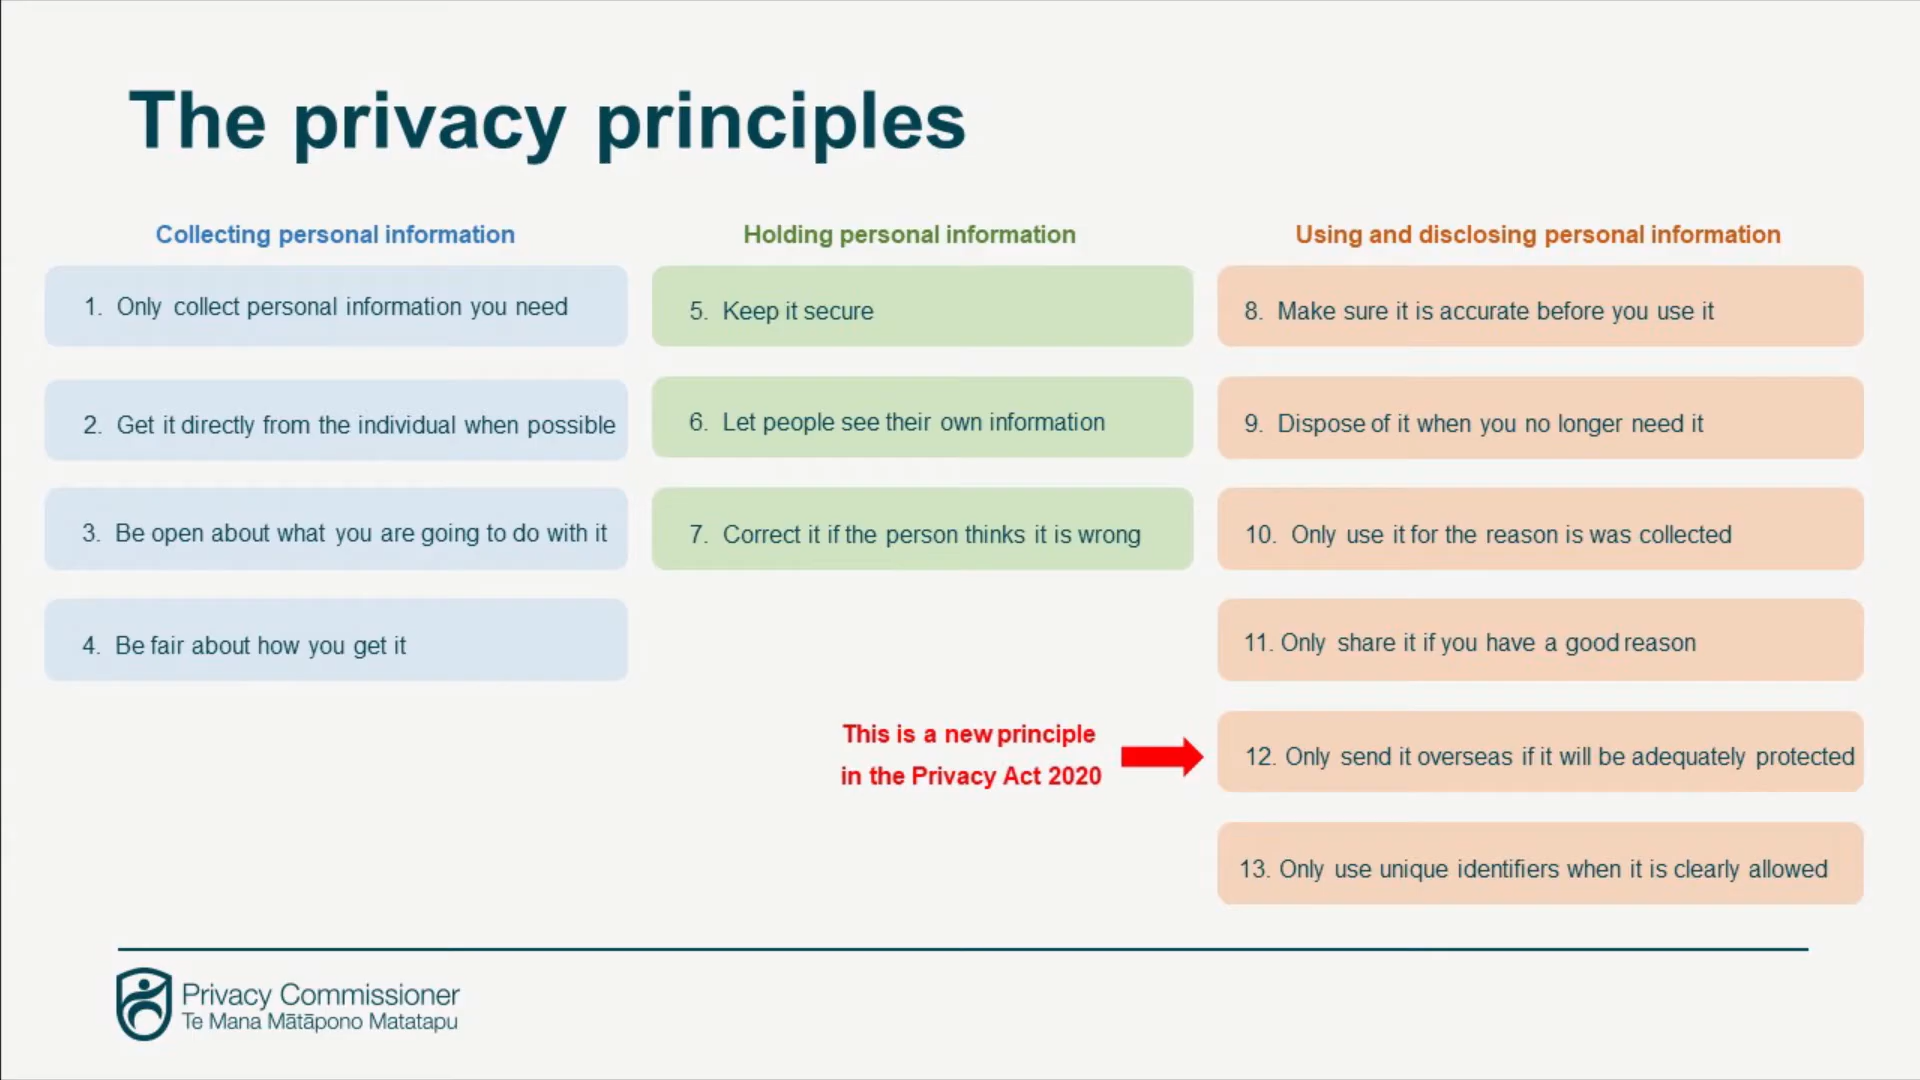 The privacy principles
Collecting personal information
1. Only collect personal information you need
2. Get it directly from the individual when possible
3. Be open about what you are going to do with it
4. Be fair about how you get it
Holding personal information
5. Keep it secure
6. Let people see their own information
7. Correct it if the person thinks it is wrong
Using and disclosing personal information
8. Make sure it is accurate before you use it
9. Dispose of it when you no longer need it
10. Only use it for the reason is was collected
11. Only share it if you have a good reason
This is a new principle
in the Privacy Act 2020
12. Only send it overseas if it will be adequately protected
13. Only use unique identifiers when it is clearly allowed
Privacy Commissioner
Te Mana Mātāpono Matatapu